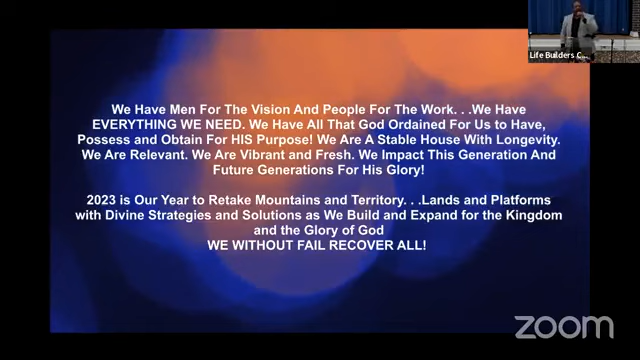 Life Builders C...
We Have Men For The Vision And People For The Work. . .We Have
EVERYTHING WE NEED. We Have All That God Ordained For Us to Have,
Possess and Obtain For HIS Purpose! We Are A Stable House With Longevity.
We Are Relevant. We Are Vibrant and Fresh. We Impact This Generation And
Future Generations For His Glory!
2023 is Our Year to Retake Mountains and Territory. . .Lands and Platforms
with Divine Strategies and Solutions as We Build and Expand for the Kingdom
and the Glory of God
WE WITHOUT FAIL RECOVER ALL!
zoom